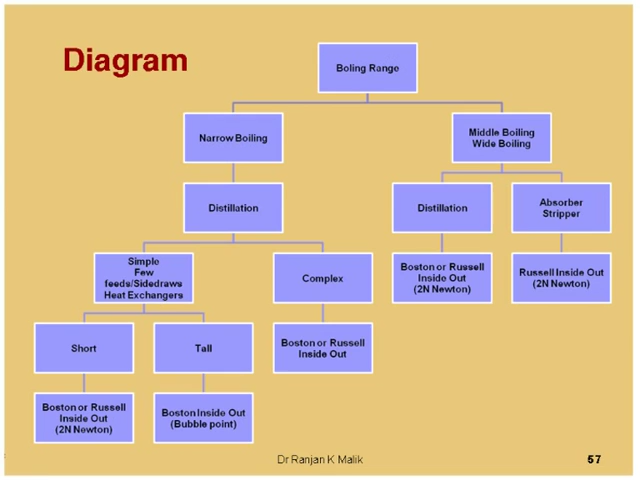 Diagram
Boling Range
Narrow Boiling
Middle Boiling
Wide Boiling
Distillation
Distillation
Absorber
Stripper
Simple
Few
feeds/Sidedraws
Heat Exchangers
Complex
Boston or Russell
Inside Out
(2N Newton)
Russell Inside Out
(2N Newton)
Short
Tall
Boston or Russell
Inside Out
Boston or Russell
Inside Out
(2N Newton)
Boston Inside Out
(Bubble point)
Dr Ranjan K Malik
57